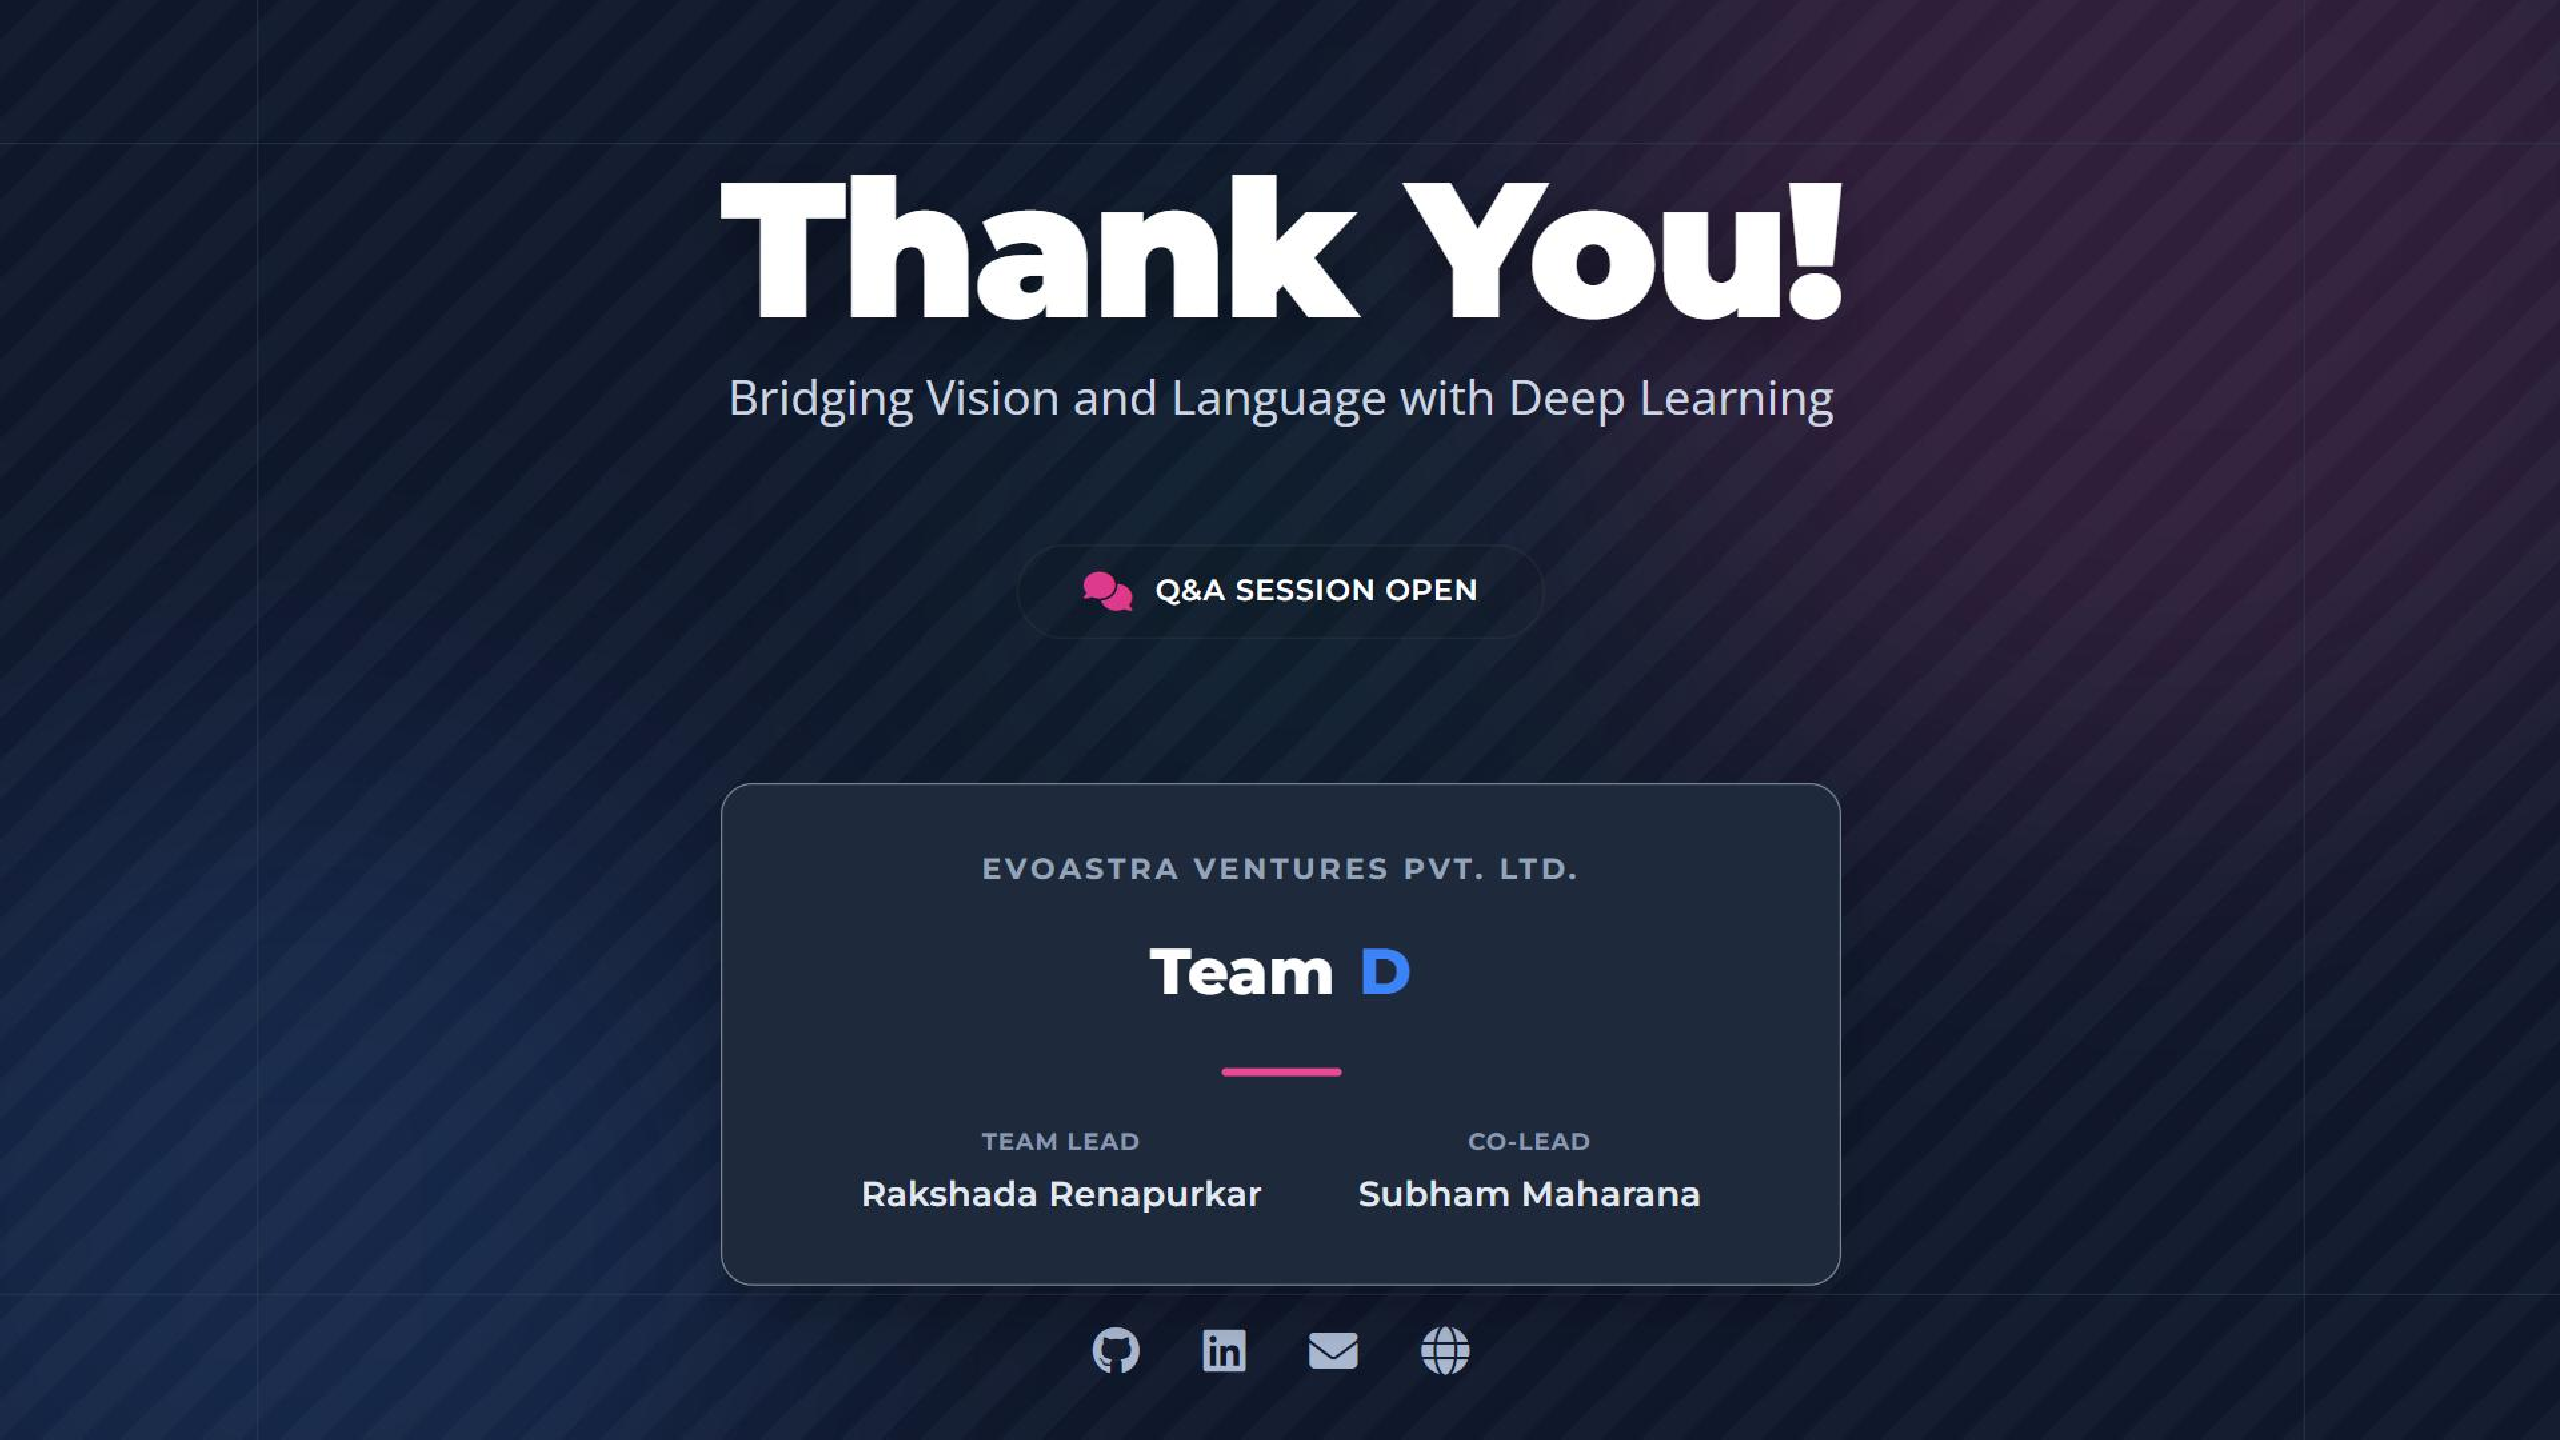 Thank You!
Bridging Vision and Language with Deep Learning
Q&A SESSION OPEN
EVOASTRA VENTURES PVT. LTD.
Team D
TEAM LEAD
Rakshada Renapurkar
CO-LEAD
Subham Maharana